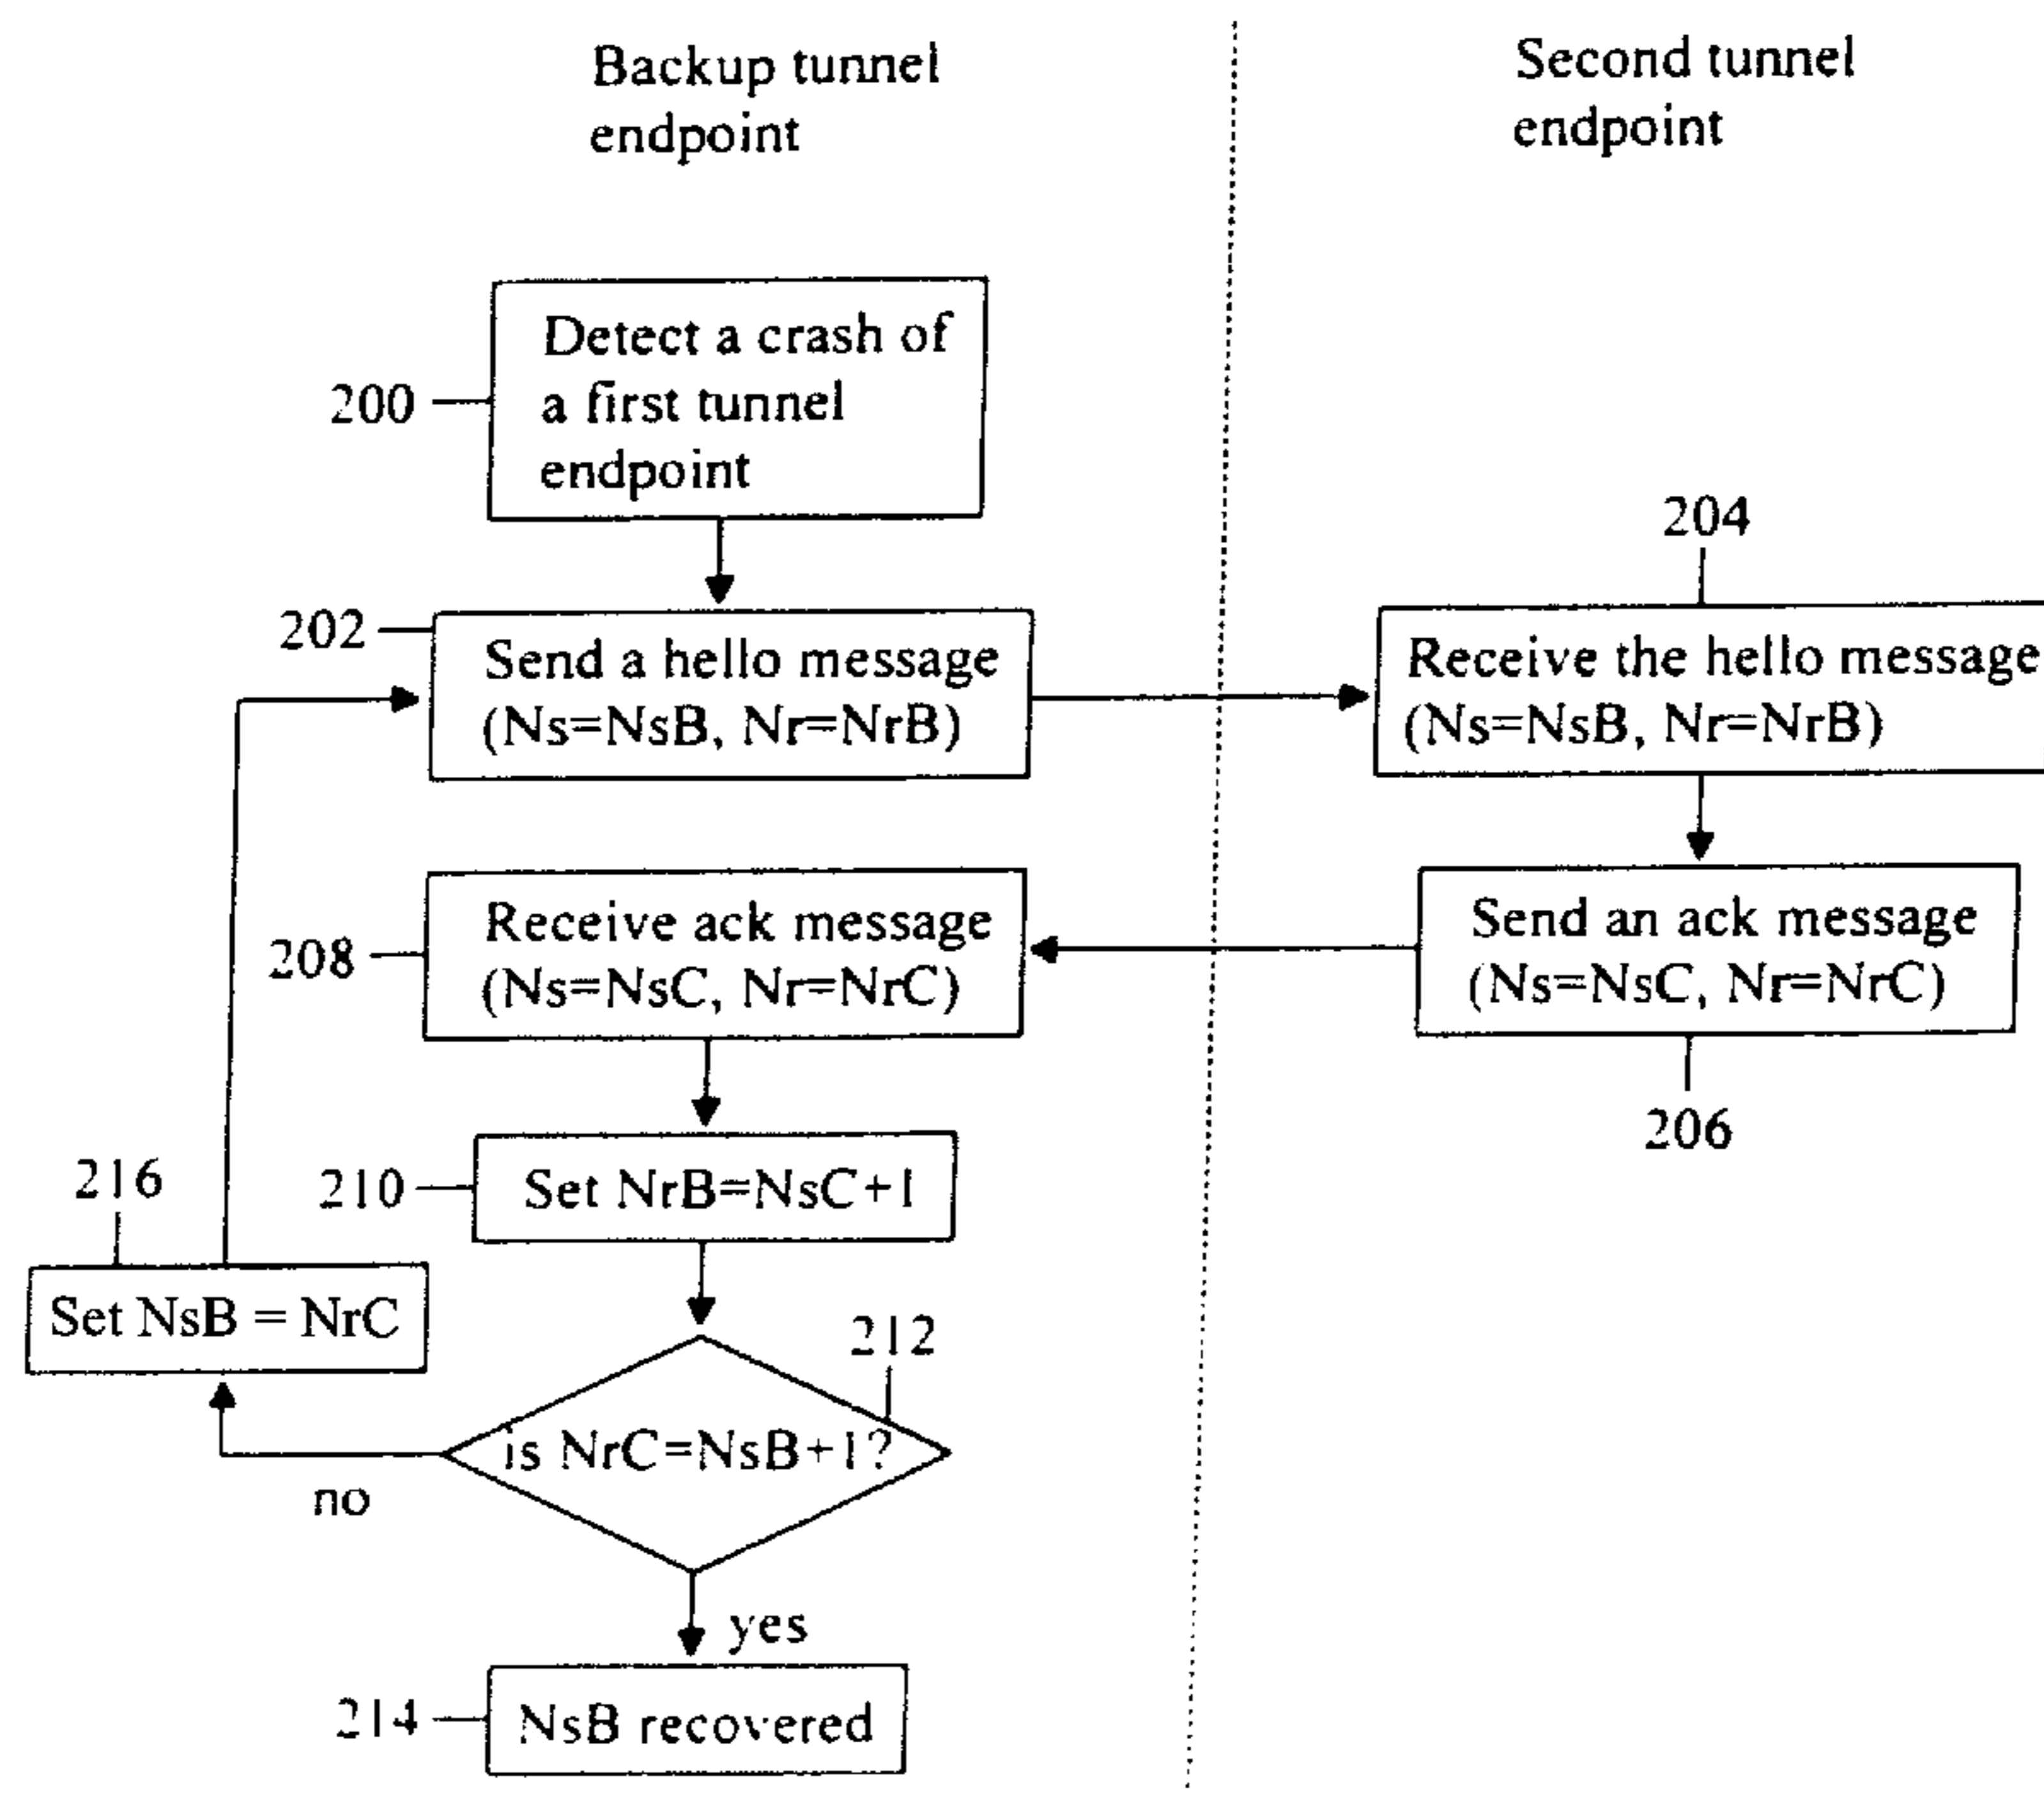 Backup tunnel
endpoint
Second tunnel
endpoint
Detect a crash of
a first tunnel
endpoint
200
204
202
Send a hello message
(Ns=NsB, Nr=NrB)
Receive the hello message
(Ns=NsB, Nr=NrB)
208
Receive ack message
(Ns=NsC, Nr=NrC)
Send an ack message
(Ns=NsC, Nr=NrC)
206
210
Set NrB=NsC+1
216
Set NsB = NrC
212
is NrC=NsB+1?
no
yes
214
NsB recovered